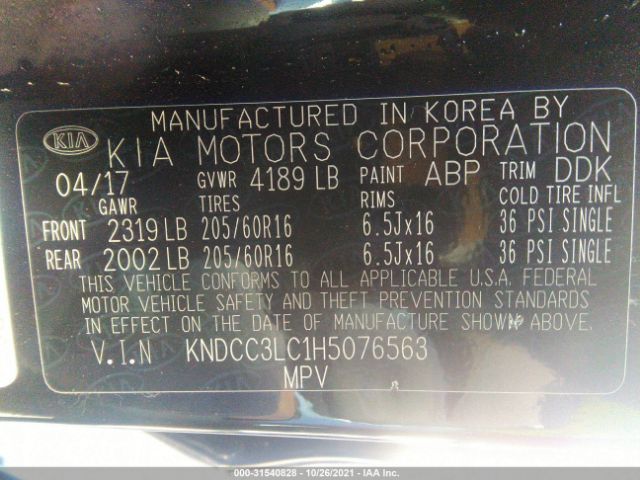 MANUFACTURED IN KOREA BY
KIA KIA MOTORS CORPORATION
04/17 GVWR 4189 LB PAINT ABP TRIM DDK
GAWR TIRES RIMS COLD TIRE INFL
FRONT 2319 LB 205/60R16 6.5Jx16 36 PSI SINGLE
REAR 2002 LB 205/60R16 6.5Jx16 36 PSI SINGLE
THIS VEHICLE CONFORMS TO ALL APPLICABLE U.S.A. FEDERAL
MOTOR VEHICLE SAFETY AND THEFT PREVENTION STANDARDS
IN EFFECT ON THE DATE OF MANUFACTURE SHOWN ABOVE.
V.I.N KNDCC3LC1H5076563
MPV
000-31540828 - 10/26/2021 - IAA Inc.